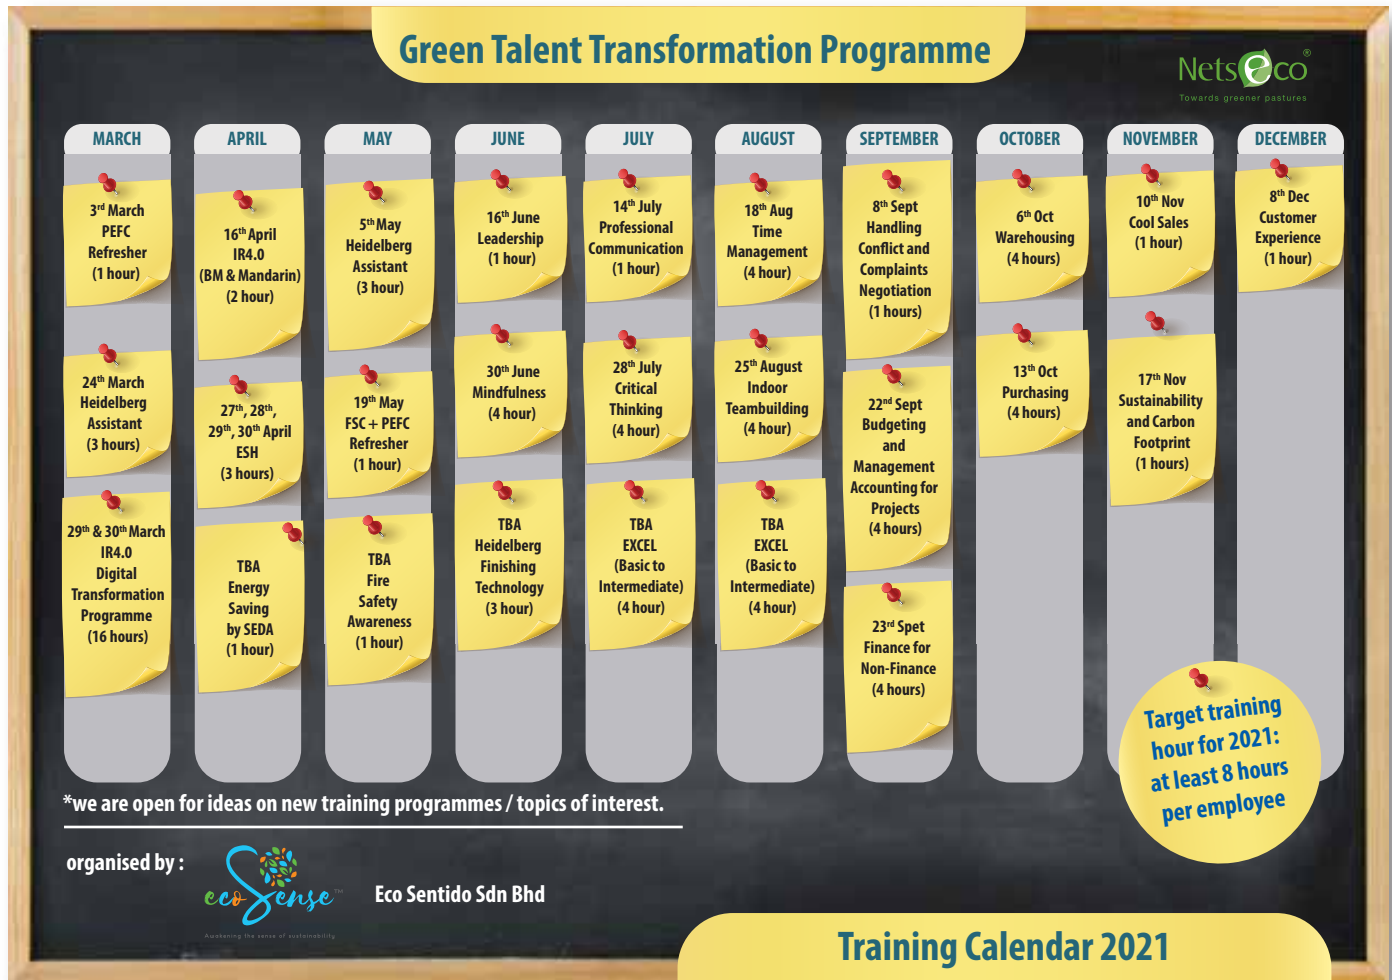 Green Talent Transformation Programme
Netseco®
Towards greener pastures
MARCH
3rd March
PEFC
Refresher
(1 hour)
24th March
Heidelberg
Assistant
(3 hours)
29th & 30th March
IR4.0
Digital
Transformation
Programme
(16 hours)
APRIL
16th April
IR4.0
(BM & Mandarin)
(2 hour)
27th, 28th,
29th, 30th April
ESH
(3 hours)
TBA
Energy
Saving
by SEDA
(1 hour)
MAY
5th May
Heidelberg
Assistant
(3 hour)
19th May
FSC + PEFC
Refresher
(1 hour)
TBA
Fire
Safety
Awareness
(1 hour)
JUNE
16th June
Leadership
(1 hour)
30th June
Mindfulness
(4 hour)
TBA
Heidelberg
Finishing
Technology
(3 hour)
JULY
14th July
Professional
Communication
(1 hour)
28th July
Critical
Thinking
(4 hour)
TBA
EXCEL
(Basic to
Intermediate)
(4 hour)
AUGUST
18th Aug
Time
Management
(4 hour)
25th August
Indoor
Teambuilding
(4 hour)
TBA
EXCEL
(Basic to
Intermediate)
(4 hour)
SEPTEMBER
8th Sept
Handling
Conflict and
Complaints
Negotiation
(1 hours)
22nd Sept
Budgeting
and
Management
Accounting for
Projects
(4 hours)
23rd Spet
Finance for
Non-Finance
(4 hours)
OCTOBER
6th Oct
Warehousing
(4 hours)
13th Oct
Purchasing
(4 hours)
NOVEMBER
10th Nov
Cool Sales
(1 hour)
17th Nov
Sustainability
and Carbon
Footprint
(1 hours)
DECEMBER
8th Dec
Customer
Experience
(1 hour)
Target training
hour for 2021:
at least 8 hours
per employee
*we are open for ideas on new training programmes / topics of interest.
organised by :
ecoSense™
Awakening the sense of sustainability
Eco Sentido Sdn Bhd
Training Calendar 2021